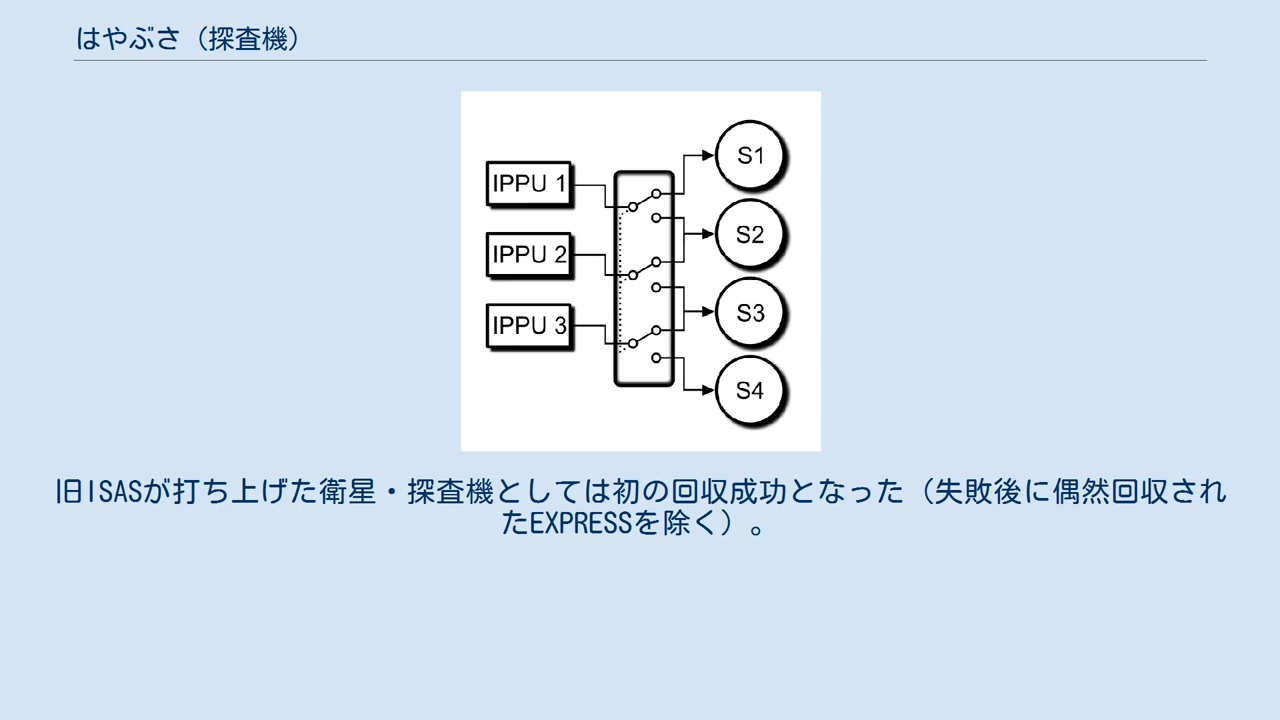 はやぶさ（探査機）
IPPU 1
IPPU 2
IPPU 3
S1
S2
S3
S4
旧ISASが打ち上げた衛星・探査機としては初の回収成功となった（失敗後に偶然回収され
たEXPRESSを除く）。